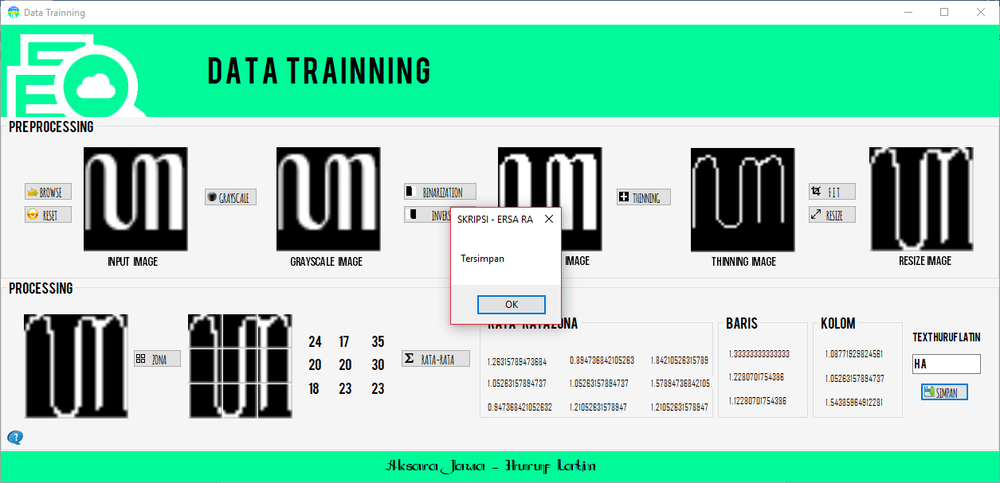 Data Trainning
DATA TRAINNING
PREPROCESSING
BROWSE
RESET
INPUT IMAGE
GRAYSCALE
GRAYSCALE IMAGE
BINARIZATION
INVERS
IMAGE
THINNING
THINNING IMAGE
FIT
RESIZE
RESIZE IMAGE
SKRIPSI - ERSA RA
Tersimpan
OK
PROCESSING
ZONA
24 17 35
20 20 30
18 23 23
RATA-RATA
RATA-RATA ZONA
1.26315789473684 0.894736842105263 1.84210526315789
1.05263157894737 1.05263157894737 1.57894736842105
0.947368421052632 1.21052631578947 1.21052631578947
BARIS
1.33333333333333
1.2280701754386
1.12280701754386
KOLOM
1.08771929824561
1.05263157894737
1.54385964912281
TEXT HURUF LATIN
HA
SIMPAN
Aksara Jawa - Huruf Latin